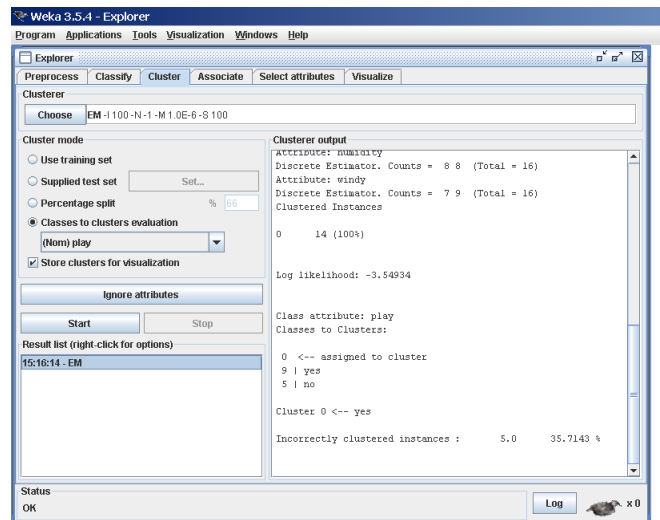 Weka 3.5.4 - Explorer
Program Applications Tools Visualization Windows Help
Explorer
Preprocess Classify Cluster Associate Select attributes Visualize
Clusterer
Choose EM -I 100 -N -1 -M 1.0E-6 -S 100
Cluster mode
Use training set
Supplied test set Set...
Percentage split % 66
Classes to clusters evaluation
(Nom) play
Store clusters for visualization
Ignore attributes
Start Stop
Result list (right-click for options)
15:16:14 - EM
Clusterer output
Attribute: humidity
Discrete Estimator. Counts = 8 8 (Total = 16)
Attribute: windy
Discrete Estimator. Counts = 7 9 (Total = 16)
Clustered Instances
0 14 (100%)
Log likelihood: -3.54934
Class attribute: play
Classes to Clusters:
0 <-- assigned to cluster
9 | yes
5 | no
Cluster 0 <-- yes
Incorrectly clustered instances : 5.0 35.7143 %
Status
OK
Log x 0